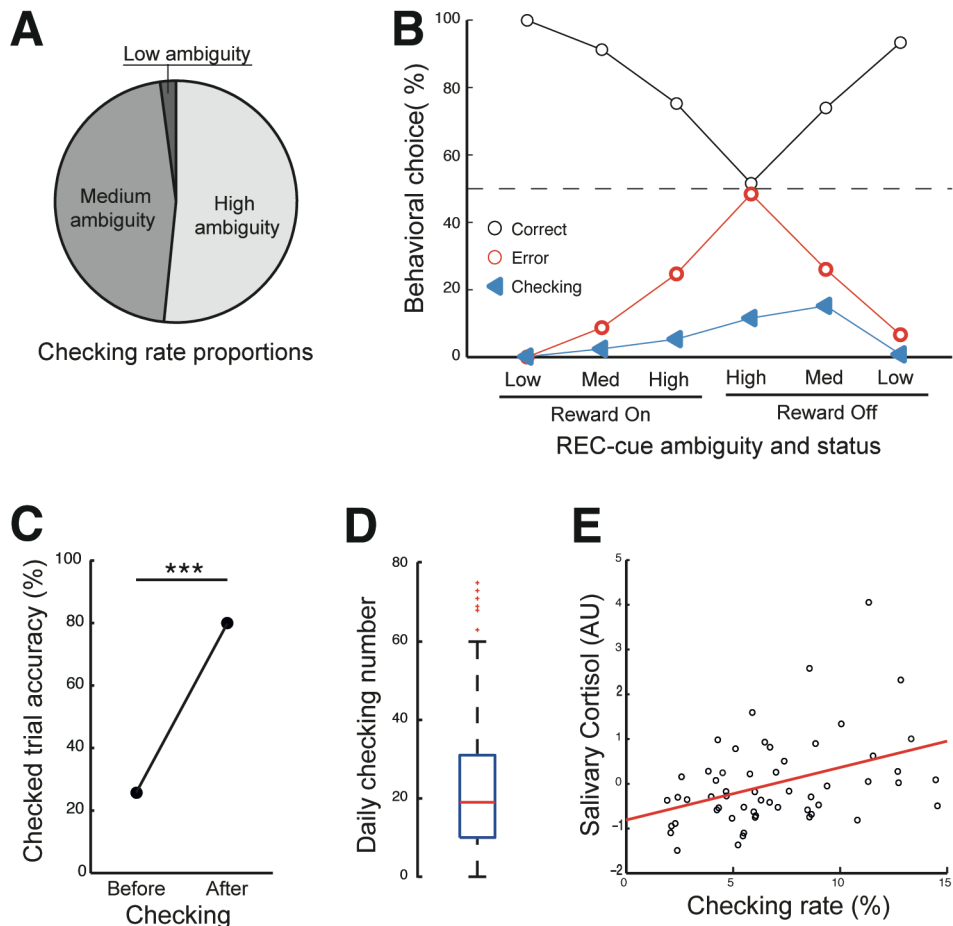 A
Low ambiguity
Medium
ambiguity
High
ambiguity
Checking rate proportions
B
Behavioral choice( %)
100
80
60
40
20
0
Correct
Error
Checking
Low Med High High Med Low
Reward On Reward Off
REC-cue ambiguity and status
C
Checked trial accuracy (%)
100
80
60
40
20
0
***
Before After
Checking
D
Daily checking number
80
60
40
20
0
E
Salivary Cortisol (AU)
5
4
3
2
1
0
-1
-2
0 5 10 15
Checking rate (%)